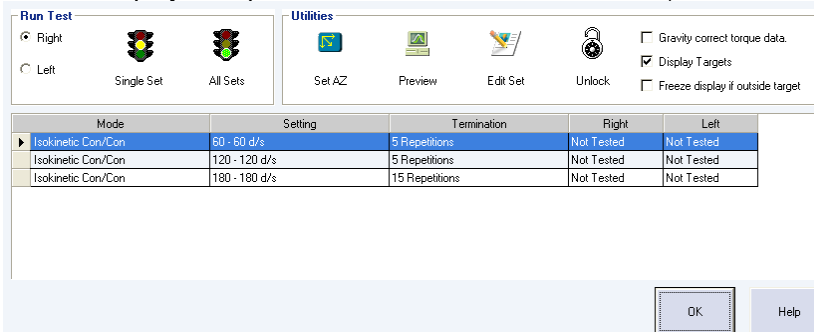 Run Test
Utilities
Right
Left
Single Set
All Sets
Set AZ
Preview
Edit Set
Unlock
Gravity correct torque data.
Display Targets
Freeze display if outside target
Mode Setting Termination Right Left
Isokinetic Con/Con 60 - 60 d/s 5 Repetitions Not Tested Not Tested
Isokinetic Con/Con 120 - 120 d/s 5 Repetitions Not Tested Not Tested
Isokinetic Con/Con 180 - 180 d/s 15 Repetitions Not Tested Not Tested
OK Help